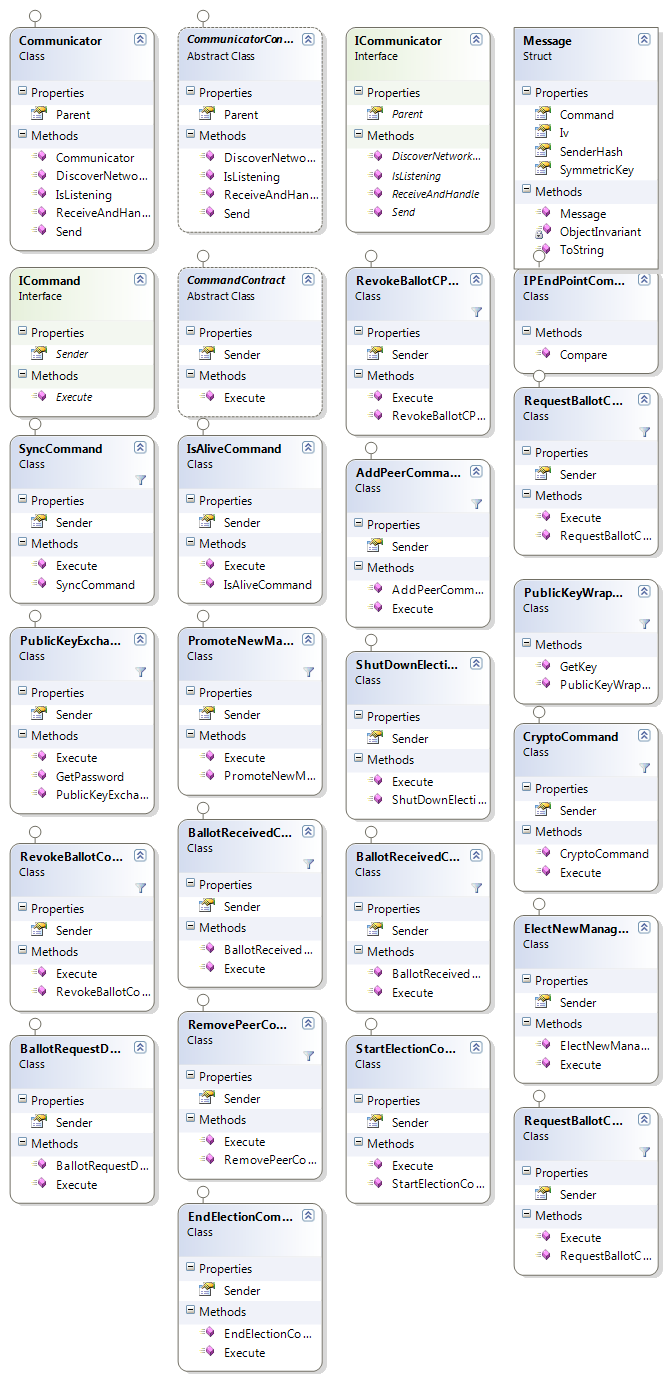 Communicator
Class
Properties
Parent
Methods
Communicator
DiscoverNetwo...
IsListening
ReceiveAndHan...
Send
CommunicatorCon...
Abstract Class
Properties
Parent
Methods
DiscoverNetwo...
IsListening
ReceiveAndHan...
Send
ICommunicator
Interface
Properties
Parent
Methods
DiscoverNetwork...
IsListening
ReceiveAndHandle
Send
Message
Struct
Properties
Command
Iv
SenderHash
SymmetricKey
Methods
Message
ObjectInvariant
ToString
ICommand
Interface
Properties
Sender
Methods
Execute
CommandContract
Abstract Class
Properties
Sender
Methods
Execute
RevokeBallotCP...
Class
Properties
Sender
Methods
Execute
RevokeBallotCP...
IPEndPointCom...
Class
Methods
Compare
RequestBallotC...
Class
Properties
Sender
Methods
Execute
RequestBallotC...
SyncCommand
Class
Properties
Sender
Methods
Execute
SyncCommand
IsAliveCommand
Class
Properties
Sender
Methods
Execute
IsAliveCommand
AddPeerComma...
Class
Properties
Sender
Methods
AddPeerComm...
Execute
PublicKeyWrap...
Class
Methods
GetKey
PublicKeyWrap...
PublicKeyExcha...
Class
Properties
Sender
Methods
Execute
GetPassword
PublicKeyExcha...
PromoteNewMa...
Class
Properties
Sender
Methods
Execute
PromoteNewM...
ShutDownElecti...
Class
Properties
Sender
Methods
Execute
ShutDownElecti...
CryptoCommand
Class
Properties
Sender
Methods
CryptoCommand
Execute
RevokeBallotCo...
Class
Properties
Sender
Methods
Execute
RevokeBallotCo...
BallotReceivedC...
Class
Properties
Sender
Methods
BallotReceived...
Execute
BallotReceivedC...
Class
Properties
Sender
Methods
BallotReceived...
Execute
ElectNewManag...
Class
Properties
Sender
Methods
ElectNewMana...
Execute
BallotRequestD...
Class
Properties
Sender
Methods
BallotRequestD...
Execute
RemovePeerCo...
Class
Properties
Sender
Methods
Execute
RemovePeerCo...
StartElectionCo...
Class
Properties
Sender
Methods
Execute
StartElectionCo...
RequestBallotC...
Class
Properties
Sender
Methods
Execute
RequestBallotC...
EndElectionCom...
Class
Properties
Sender
Methods
EndElectionCo...
Execute